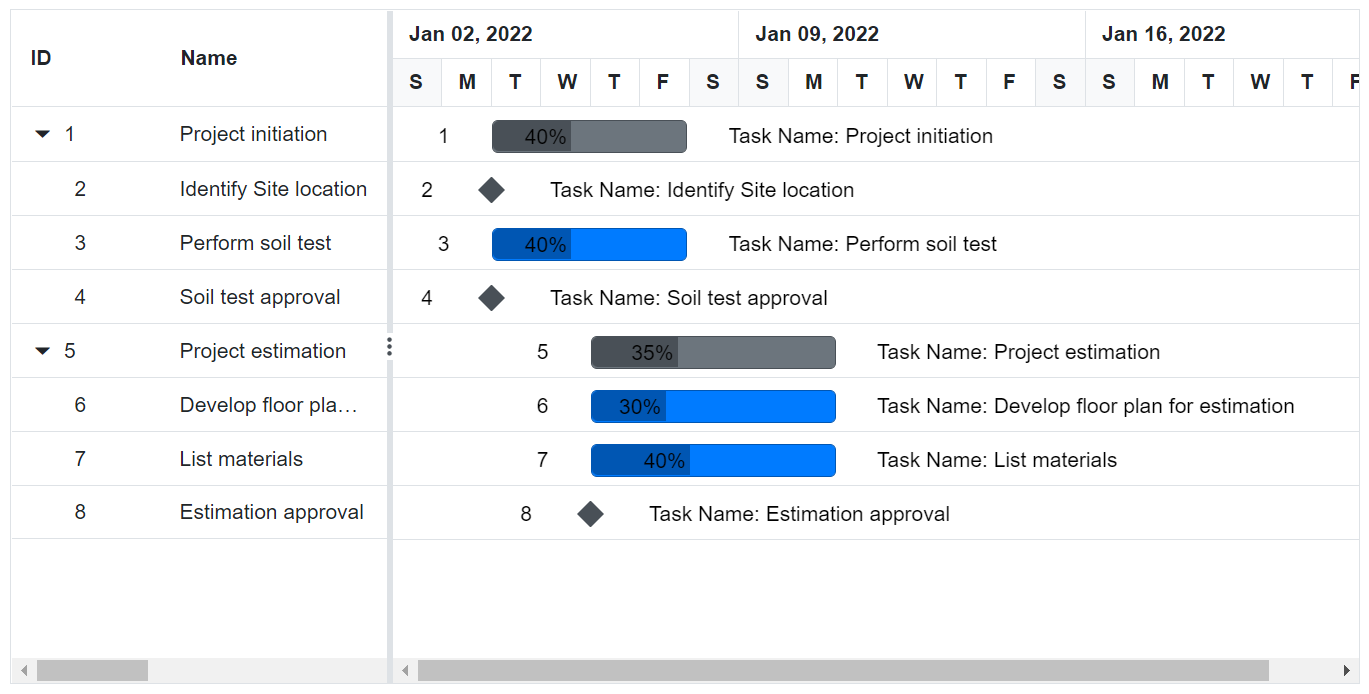 ID Name Jan 02, 2022 Jan 09, 2022 Jan 16, 2022
S M T W T F S S M T W T F S S M T W T F
1 Project initiation 1 40% Task Name: Project initiation
2 Identify Site location 2 Task Name: Identify Site location
3 Perform soil test 3 40% Task Name: Perform soil test
4 Soil test approval 4 Task Name: Soil test approval
5 Project estimation 5 35% Task Name: Project estimation
6 Develop floor pla… 6 30% Task Name: Develop floor plan for estimation
7 List materials 7 40% Task Name: List materials
8 Estimation approval 8 Task Name: Estimation approval